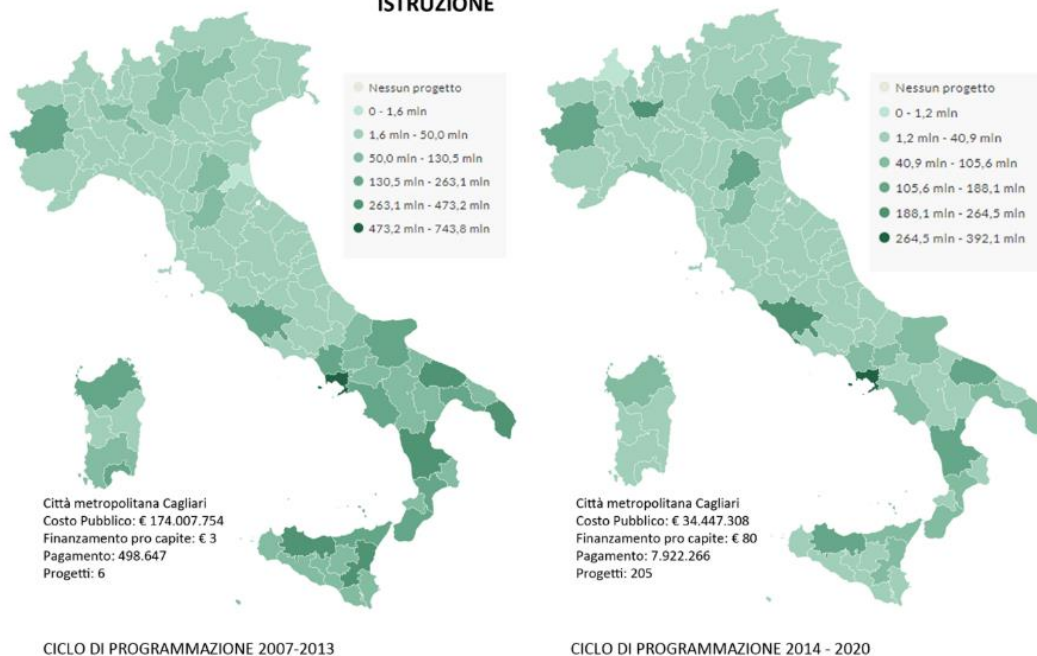 ISTRUZIONE
Nessun progetto
0 - 1,6 mln
1,6 mln - 50,0 mln
50,0 mln - 130,5 mln
130,5 mln - 263,1 mln
263,1 mln - 473,2 mln
473,2 mln - 743,8 mln
Nessun progetto
0 - 1,2 mln
1,2 mln - 40,9 mln
40,9 mln - 105,6 mln
105,6 mln - 188,1 mln
188,1 mln - 264,5 mln
264,5 mln - 392,1 mln
Città metropolitana Cagliari
Costo Pubblico: € 174.007.754
Finanzamento pro capite: € 3
Pagamento: 498.647
Progetti: 6
Città metropolitana Cagliari
Costo Pubblico: € 34.447.308
Finanzamento pro capite: € 80
Pagamento: 7.922.266
Progetti: 205
CICLO DI PROGRAMMAZIONE 2007-2013
CICLO DI PROGRAMMAZIONE 2014 - 2020